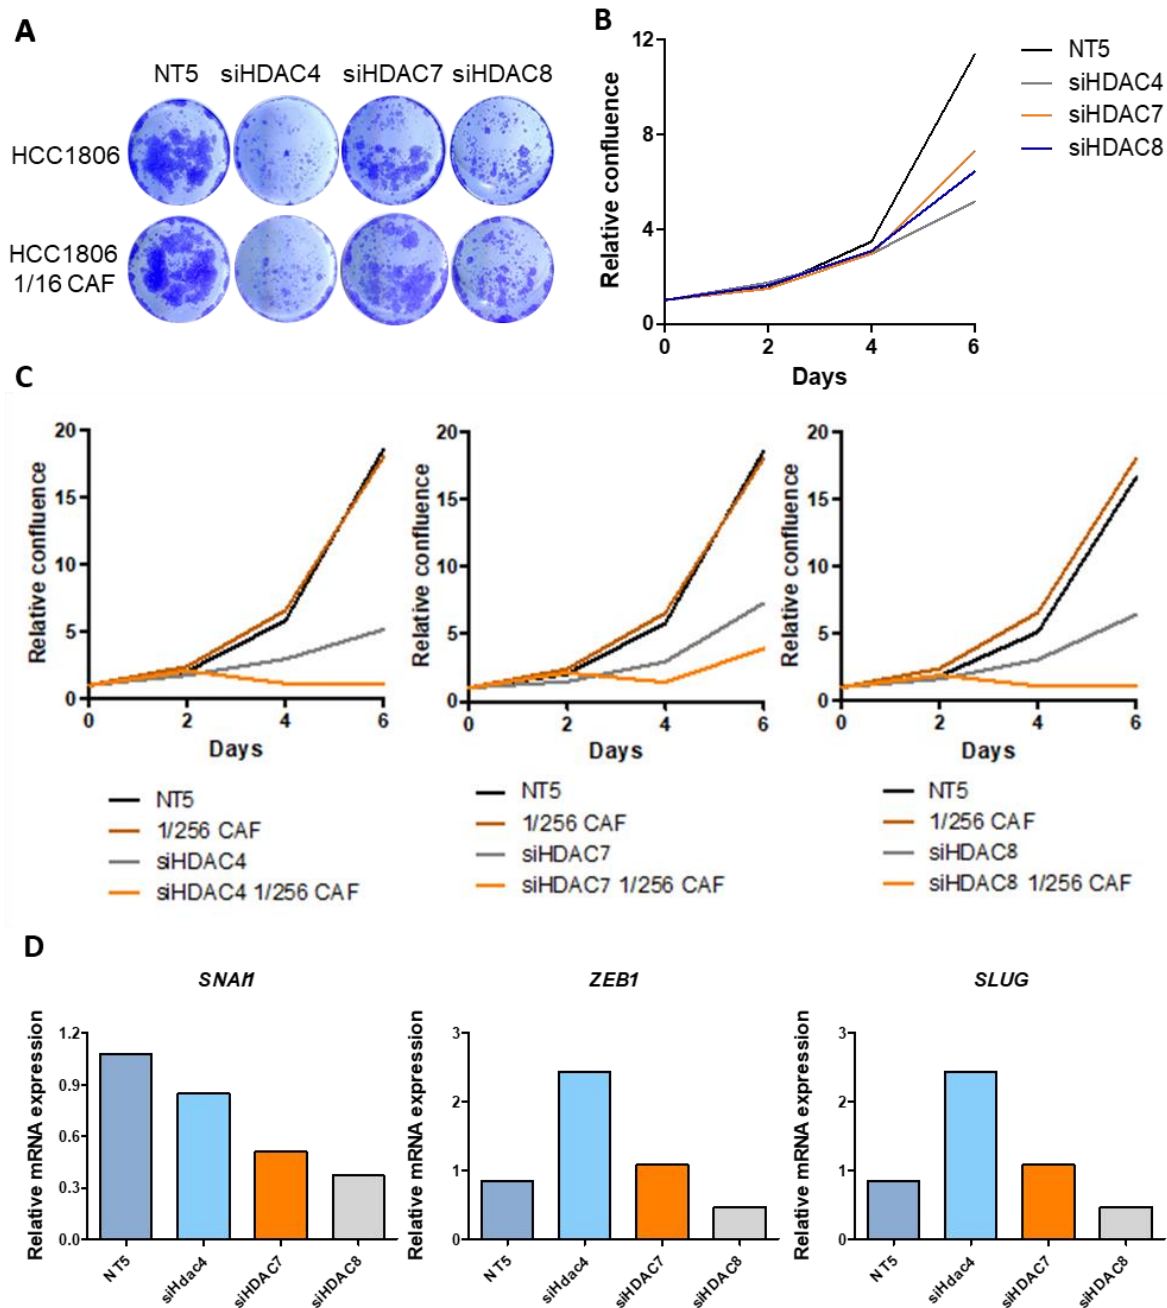 A
NT5 siHDAC4 siHDAC7 siHDAC8
HCC1806
HCC1806
1/16 CAF
B
Relative confluence
12
8
4
0
0 2 4 6
Days
NT5
siHDAC4
siHDAC7
siHDAC8
C
Relative confluence
20
15
10
5
0
0 2 4 6
Days
NT5
1/256 CAF
siHDAC4
siHDAC4 1/256 CAF
Relative confluence
20
15
10
5
0
0 2 4 6
Days
NT5
1/256 CAF
siHDAC7
siHDAC7 1/256 CAF
Relative confluence
20
15
10
5
0
0 2 4 6
Days
NT5
1/256 CAF
siHDAC8
siHDAC8 1/256 CAF
D
SNAI1
Relative mRNA expression
1.2
0.9
0.6
0.3
0.0
NT5 siHdac4 siHDAC7 siHDAC8
ZEB1
Relative mRNA expression
3
2
1
0
NT5 siHdac4 siHDAC7 siHDAC8
SLUG
Relative mRNA expression
3
2
1
0
NT5 siHdac4 siHDAC7 siHDAC8